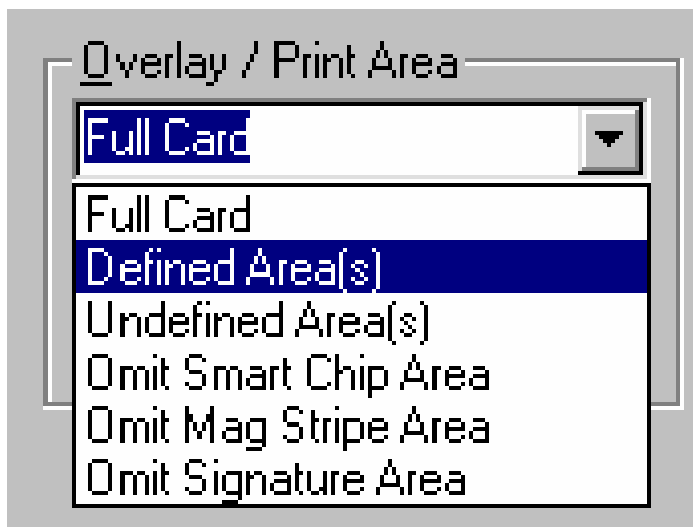 Overlay / Print Area
Full Card
Full Card
Defined Area(s)
Undefined Area(s)
Omit Smart Chip Area
Omit Mag Stripe Area
Omit Signature Area